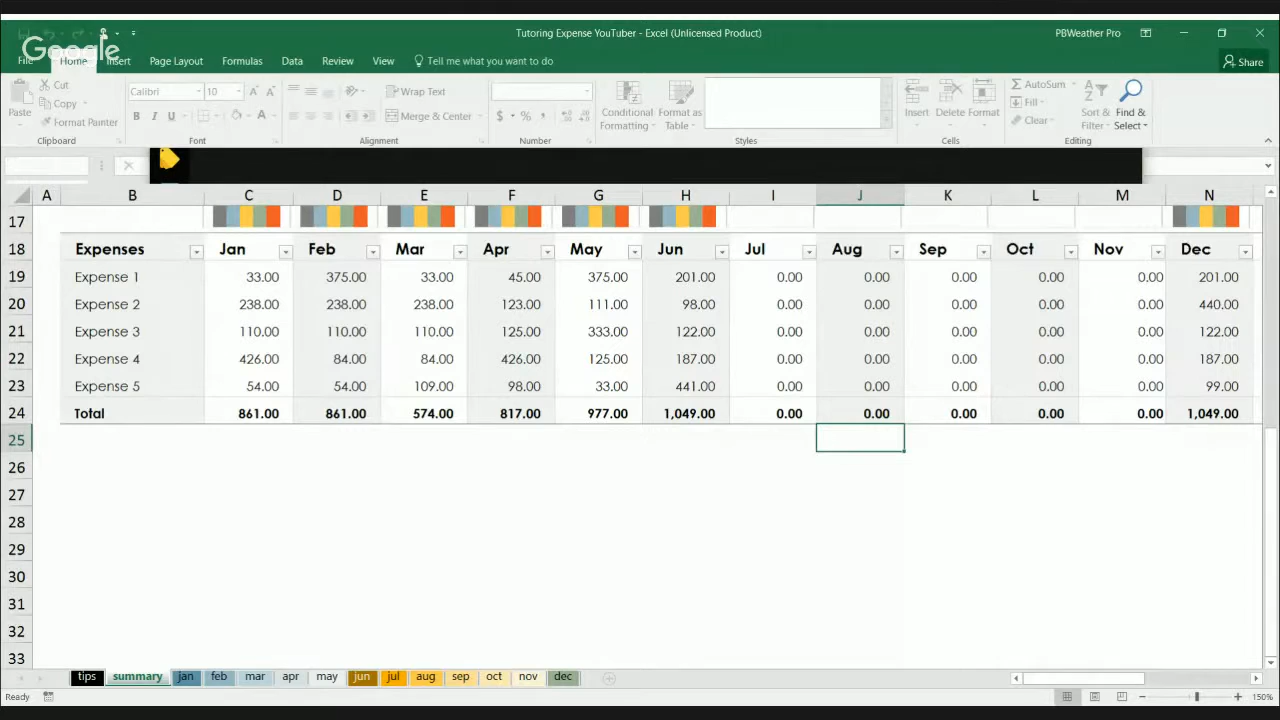 Tutoring Expense YouTuber - Excel (Unlicensed Product) PBWeather Pro
Google
File Home Insert Page Layout Formulas Data Review View Tell me what you want to do Share
Cut Calibri 10 Wrap Text AutoSum
Copy Fill
Paste Format Painter Merge & Center Conditional Formatting Format as Table Insert Delete Format Clear Sort & Filter Find & Select
Clipboard Font Alignment Number Styles Cells Editing
A B C D E F G H I J K L M N
17
18 Expenses Jan Feb Mar Apr May Jun Jul Aug Sep Oct Nov Dec
19 Expense 1 33.00 375.00 33.00 45.00 375.00 201.00 0.00 0.00 0.00 0.00 0.00 201.00
20 Expense 2 238.00 238.00 238.00 123.00 111.00 98.00 0.00 0.00 0.00 0.00 0.00 440.00
21 Expense 3 110.00 110.00 110.00 125.00 333.00 122.00 0.00 0.00 0.00 0.00 0.00 122.00
22 Expense 4 426.00 84.00 84.00 426.00 125.00 187.00 0.00 0.00 0.00 0.00 0.00 187.00
23 Expense 5 54.00 54.00 109.00 98.00 33.00 441.00 0.00 0.00 0.00 0.00 0.00 99.00
24 Total 861.00 861.00 574.00 817.00 977.00 1,049.00 0.00 0.00 0.00 0.00 0.00 1,049.00
25
26
27
28
29
30
31
32
33
tips summary jan feb mar apr may jun jul aug sep oct nov dec
Ready 150%